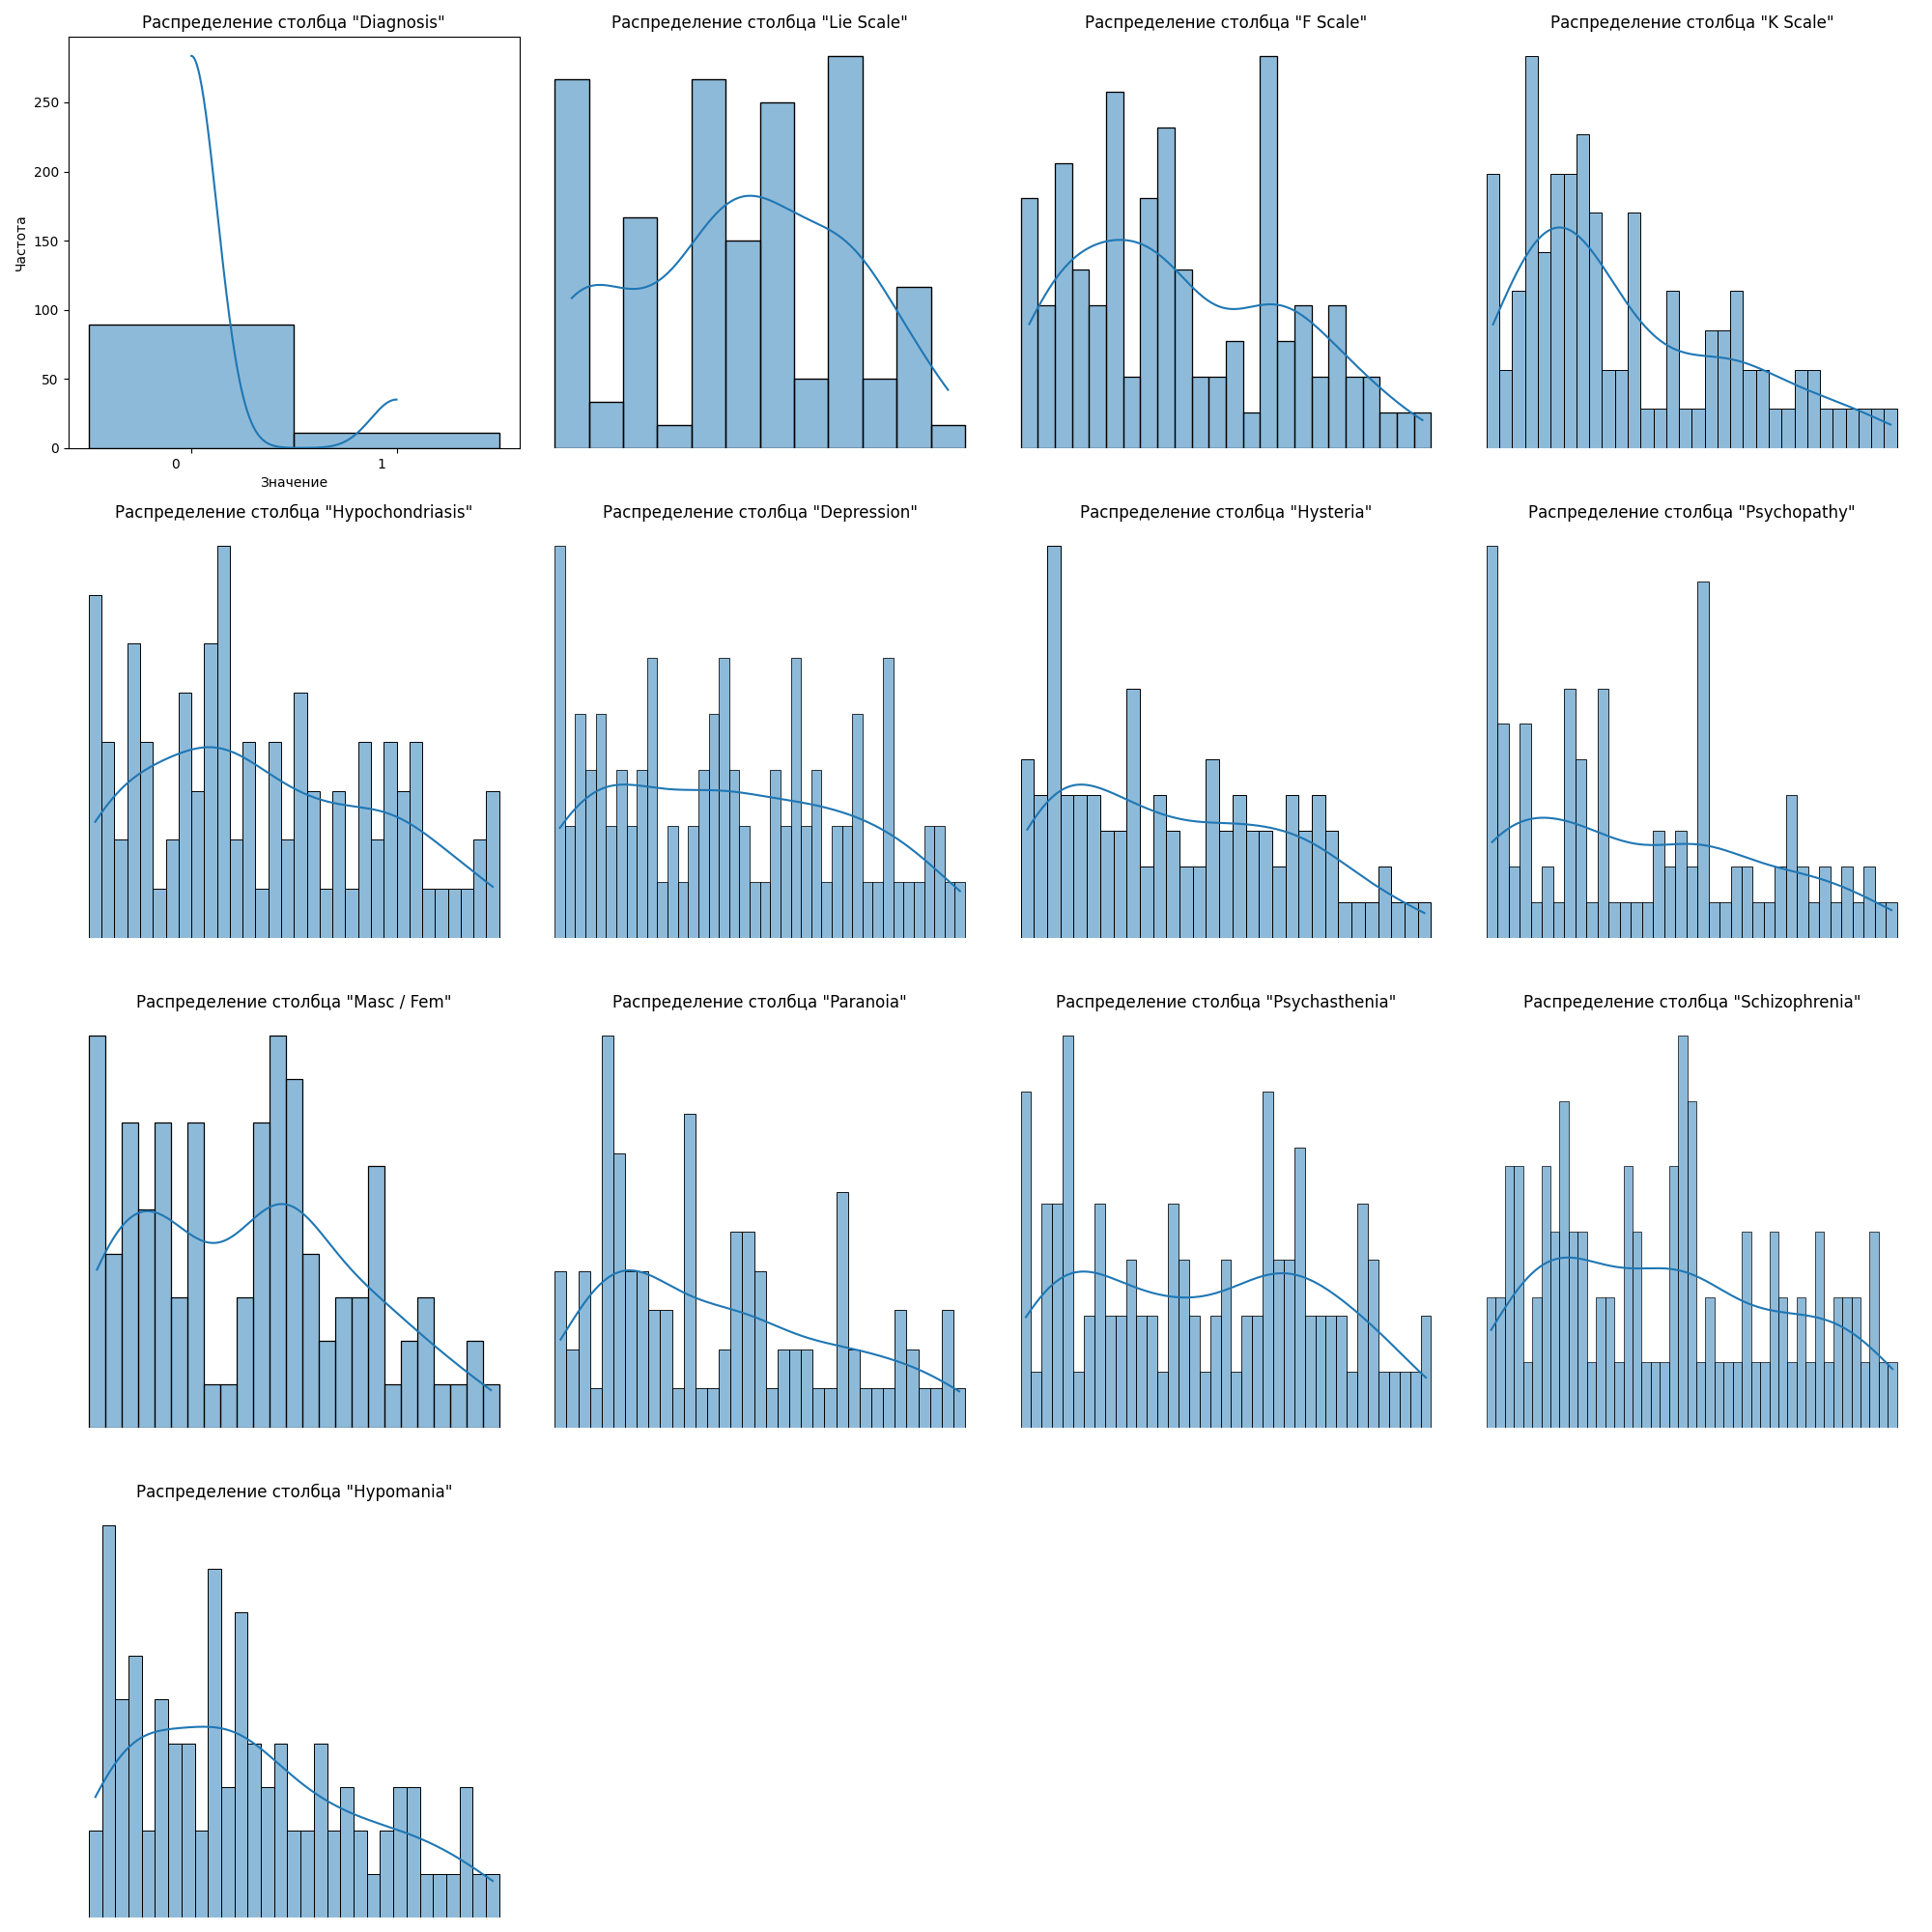 Распределение столбца "Diagnosis"
Распределение столбца "Lie Scale"
Распределение столбца "F Scale"
Распределение столбца "K Scale"
250
200
150
100
50
0
Частота
0
1
Значение
Распределение столбца "Hypochondriasis"
Распределение столбца "Depression"
Распределение столбца "Hysteria"
Распределение столбца "Psychopathy"
Распределение столбца "Masc / Fem"
Распределение столбца "Paranoia"
Распределение столбца "Psychasthenia"
Распределение столбца "Schizophrenia"
Распределение столбца "Hypomania"